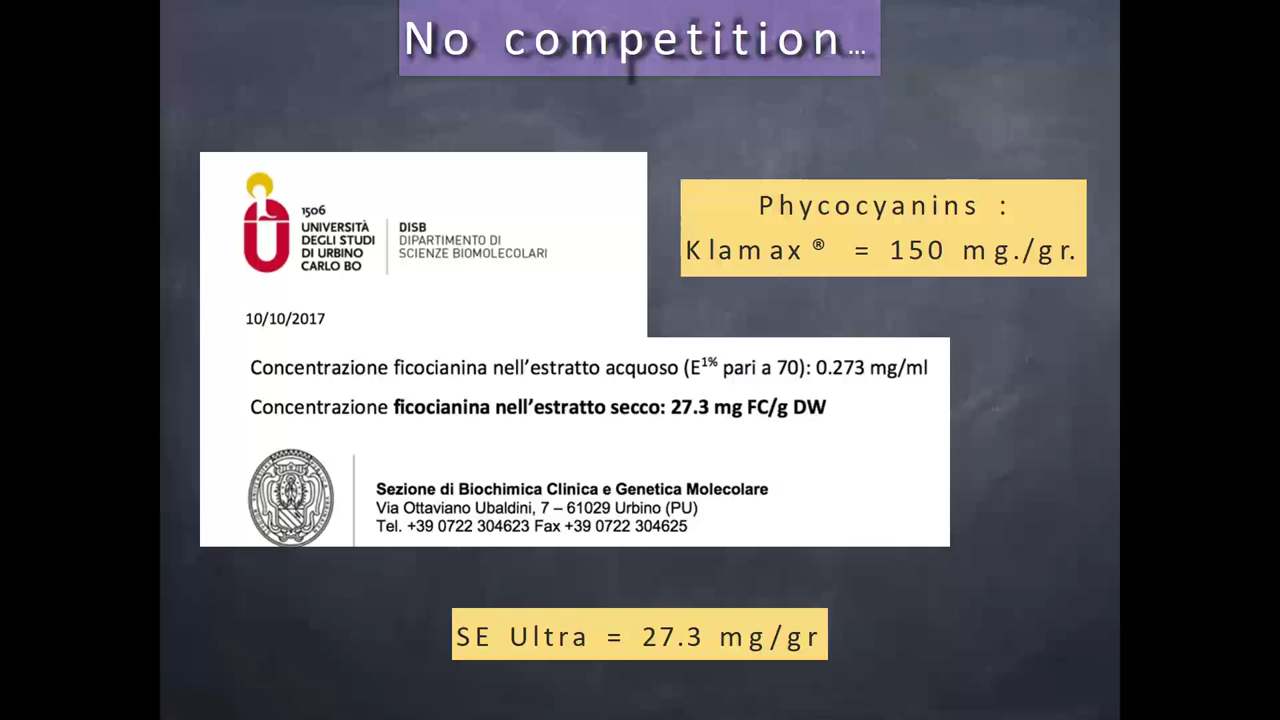 No competition...
1506
UNIVERSITÀ
DEGLI STUDI
DI URBINO
CARLO BO
DISB
DIPARTIMENTO DI
SCIENZE BIOMOLECOLARI
Phycocyanins :
Klamax® = 150 mg./gr.
10/10/2017
Concentrazione ficocianina nell'estratto acquoso (E1% pari a 70): 0.273 mg/ml
Concentrazione ficocianina nell'estratto secco: 27.3 mg FC/g DW
Sezione di Biochimica Clinica e Genetica Molecolare
Via Ottaviano Ubaldini, 7 – 61029 Urbino (PU)
Tel. +39 0722 304623 Fax +39 0722 304625
SE Ultra = 27.3 mg/gr